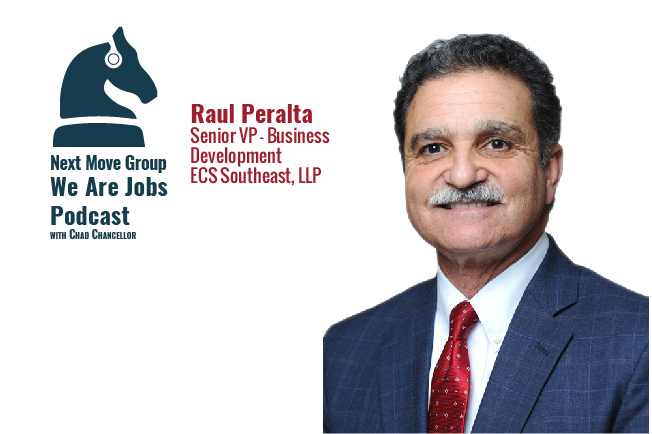 Next Move Group
We Are Jobs
Podcast
with Chad Chancellor
Raul Peralta
Senior VP - Business
Development
ECS Southeast, LLP